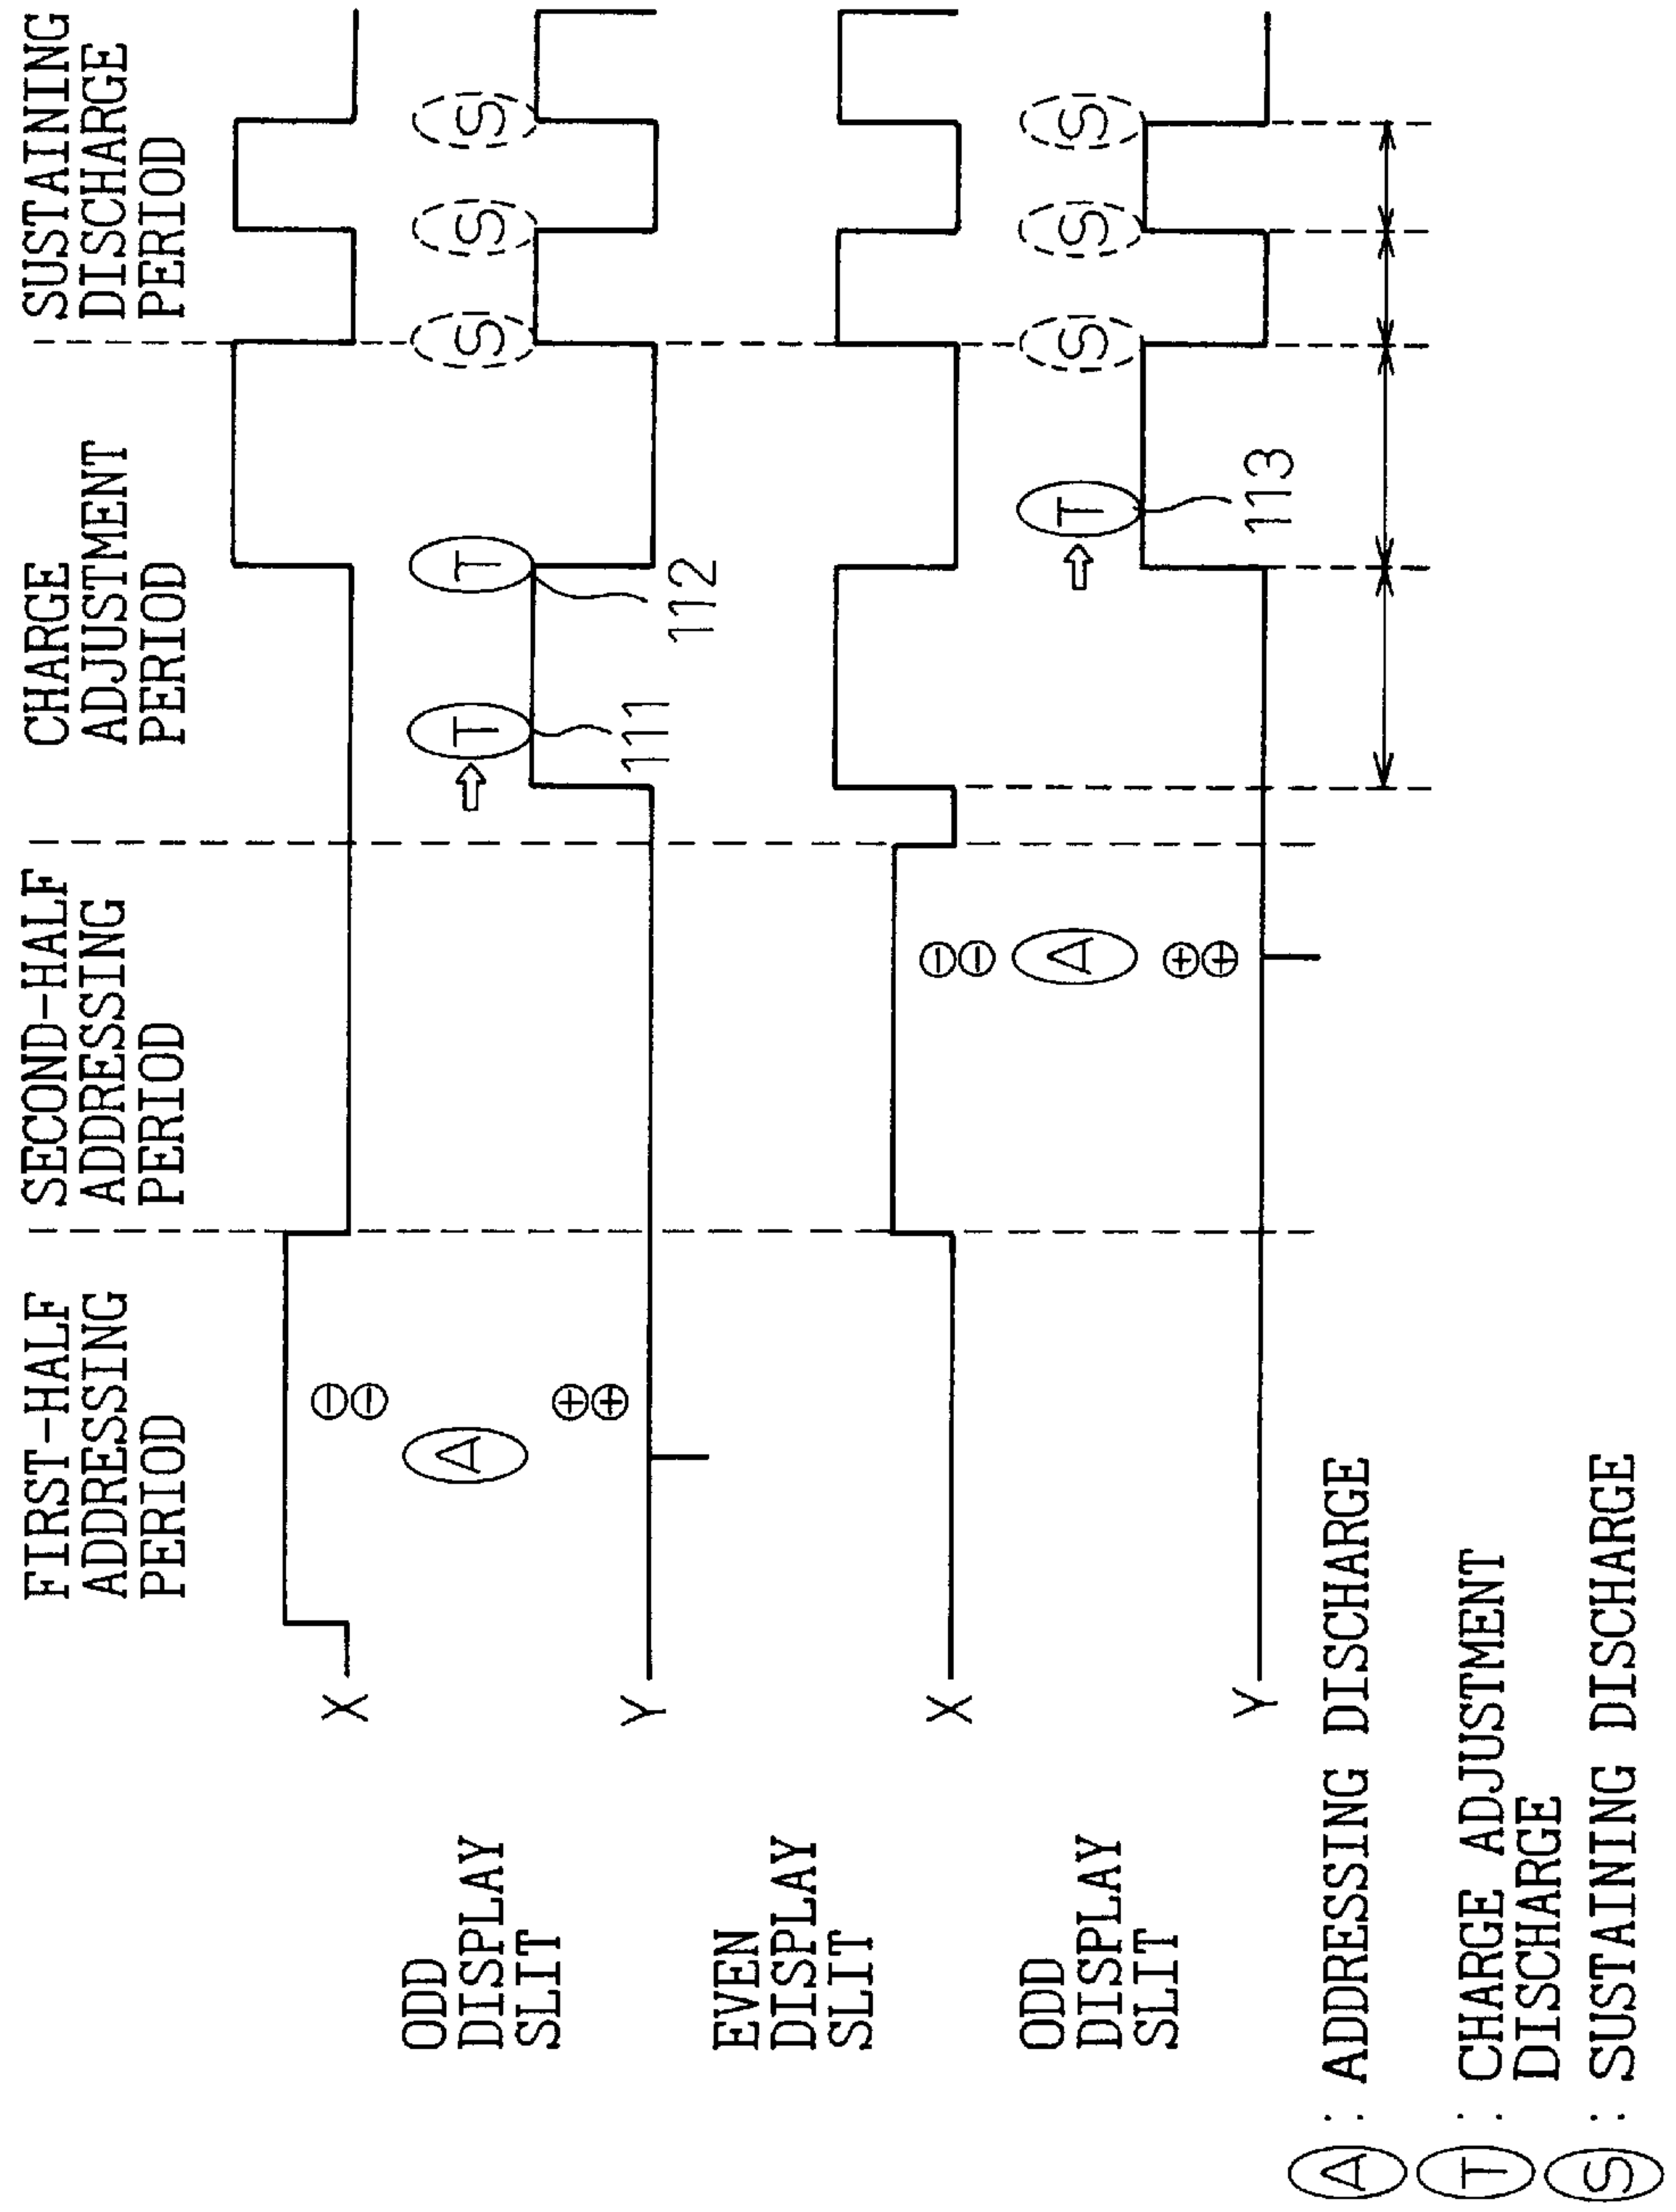 FIRST-HALF
ADDRESSING
PERIOD
SECOND-HALF
ADDRESSING
PERIOD
CHARGE
ADJUSTMENT
PERIOD
SUSTAINING
DISCHARGE
PERIOD
X
ODD
DISPLAY
SLIT
A
T
T
S
S
S
111
112
Y
EVEN
DISPLAY
SLIT
X
ODD
DISPLAY
SLIT
A
T
S
S
S
113
Y
A : ADDRESSING DISCHARGE
T : CHARGE ADJUSTMENT
DISCHARGE
S : SUSTAINING DISCHARGE